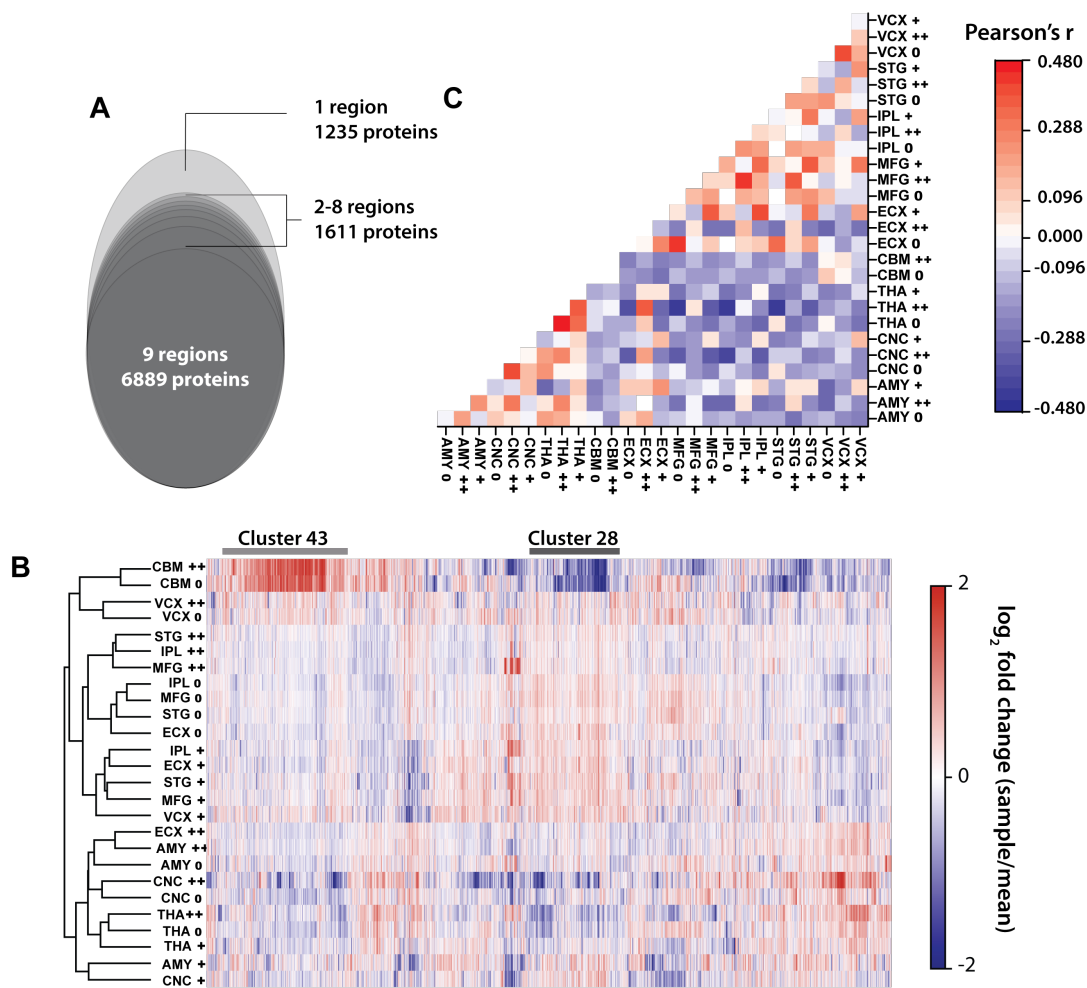 A
1 region
1235 proteins
2-8 regions
1611 proteins
9 regions
6889 proteins
C
VCX +
VCX ++
VCX 0
STG +
STG ++
STG 0
IPL +
IPL ++
IPL 0
MFG +
MFG ++
MFG 0
ECX +
ECX ++
ECX 0
CBM ++
CBM 0
THA +
THA ++
THA 0
CNC +
CNC ++
CNC 0
AMY +
AMY ++
AMY 0
AMY 0
AMY ++
AMY +
CNC 0
CNC ++
CNC +
THA 0
THA ++
THA +
CBM 0
CBM ++
ECX 0
ECX ++
ECX +
MFG 0
MFG ++
MFG +
IPL 0
IPL ++
IPL +
STG 0
STG ++
STG +
VCX 0
VCX ++
VCX +
Pearson's r
0.480
0.288
0.096
0.000
-0.096
-0.288
-0.480
B
Cluster 43
Cluster 28
CBM ++
CBM 0
VCX ++
VCX 0
STG ++
IPL ++
MFG ++
IPL 0
MFG 0
STG 0
ECX 0
IPL +
ECX +
STG +
MFG +
VCX +
ECX ++
AMY ++
AMY 0
CNC ++
CNC 0
THA++
THA 0
THA +
AMY +
CNC +
2
0
-2
log2 fold change (sample/mean)